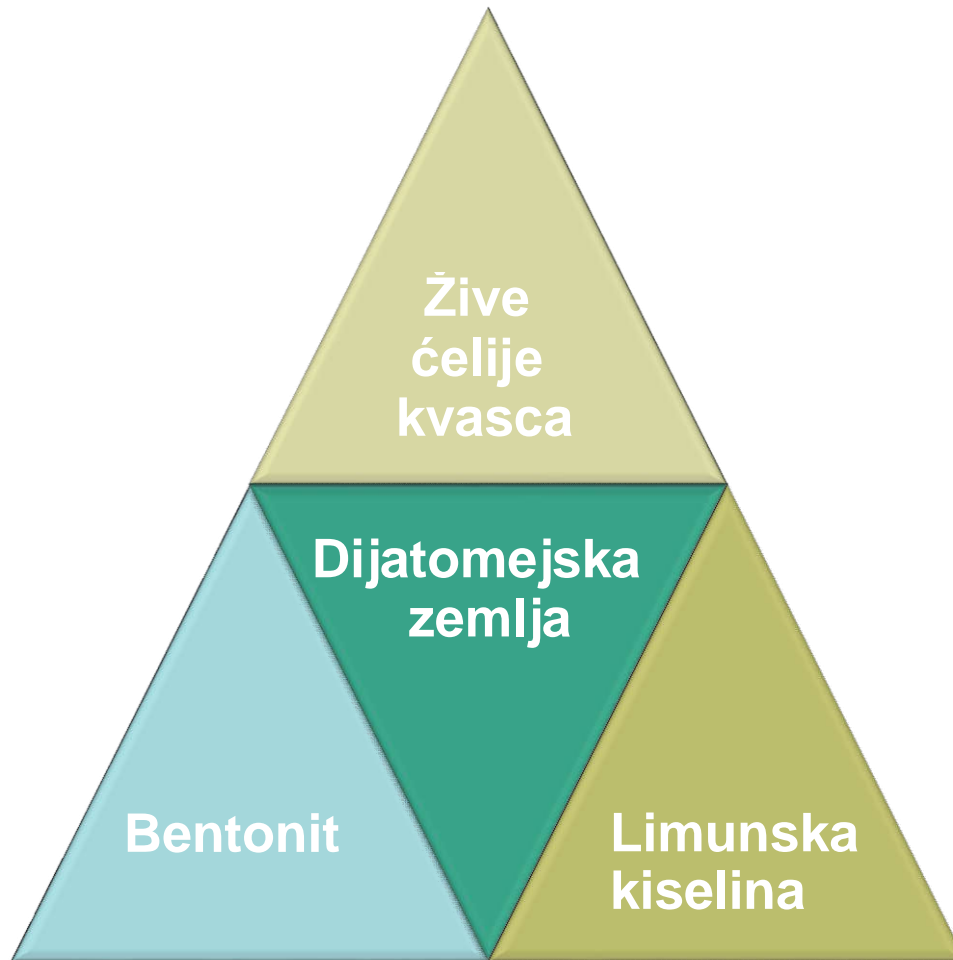 Žive
ćelije
kvasca
Dijatomejska
zemlja
Bentonit
Limunska
kiselina